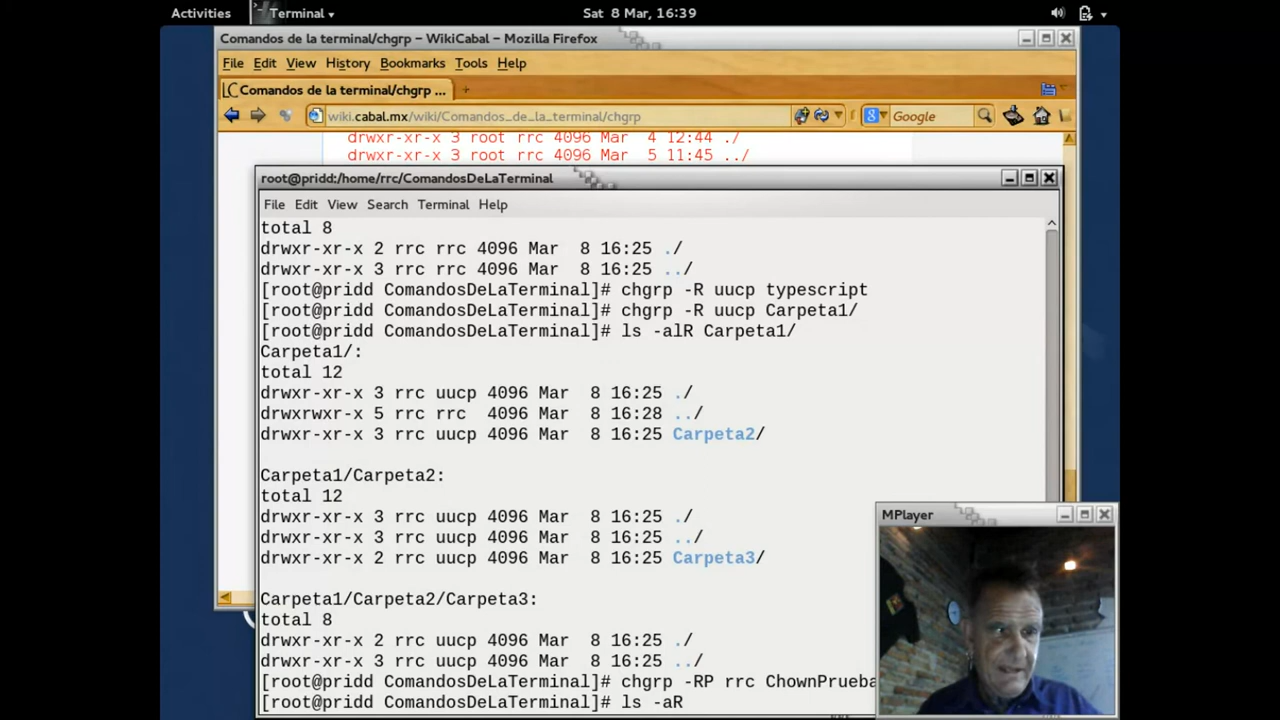 Activities
Terminal
Sat 8 Mar, 16:39
Comandos de la terminal/chgrp – WikiCabal – Mozilla Firefox
File Edit View History Bookmarks Tools Help
Comandos de la terminal/chgrp ...
wiki.cabal.mx/wiki/Comandos_de_la_terminal/chgrp
Google
drwxr-xr-x 3 root rrc 4096 Mar  4 12:44 ./
drwxr-xr-x 3 root rrc 4096 Mar  5 11:45 ../
root@pridd:/home/rrc/ComandosDeLaTerminal
File Edit View Search Terminal Help
total 8
drwxr-xr-x 2 rrc rrc 4096 Mar  8 16:25 ./
drwxr-xr-x 3 rrc rrc 4096 Mar  8 16:25 ../
[root@pridd ComandosDeLaTerminal]# chgrp -R uucp typescript
[root@pridd ComandosDeLaTerminal]# chgrp -R uucp Carpeta1/
[root@pridd ComandosDeLaTerminal]# ls -alR Carpeta1/
Carpeta1/:
total 12
drwxr-xr-x 3 rrc uucp 4096 Mar  8 16:25 ./
drwxrwxr-x 5 rrc rrc  4096 Mar  8 16:28 ../
drwxr-xr-x 3 rrc uucp 4096 Mar  8 16:25 Carpeta2/
Carpeta1/Carpeta2:
total 12
drwxr-xr-x 3 rrc uucp 4096 Mar  8 16:25 ./
drwxr-xr-x 3 rrc uucp 4096 Mar  8 16:25 ../
drwxr-xr-x 2 rrc uucp 4096 Mar  8 16:25 Carpeta3/
Carpeta1/Carpeta2/Carpeta3:
total 8
drwxr-xr-x 2 rrc uucp 4096 Mar  8 16:25 ./
drwxr-xr-x 3 rrc uucp 4096 Mar  8 16:25 ../
[root@pridd ComandosDeLaTerminal]# chgrp -RP rrc ChownPrueba
[root@pridd ComandosDeLaTerminal]# ls -aR
MPlayer